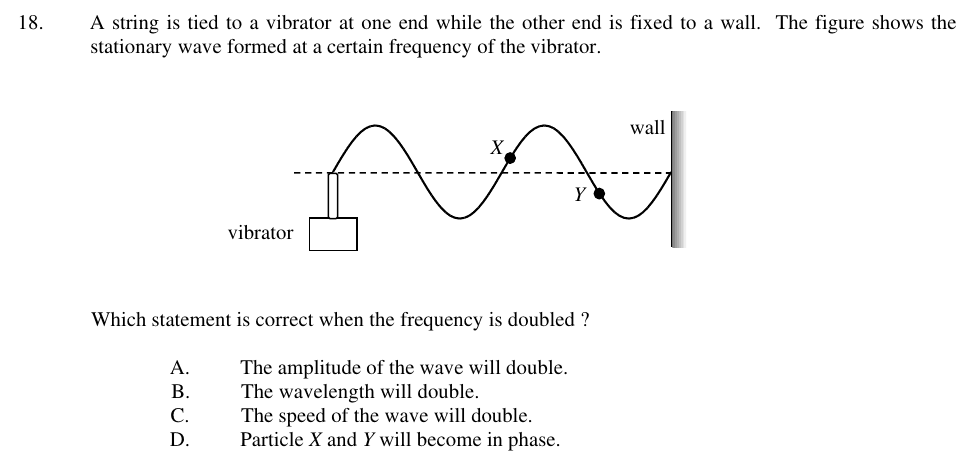 18. A string is tied to a vibrator at one end while the other end is fixed to a wall. The figure shows the
stationary wave formed at a certain frequency of the vibrator.
wall
X
Y
vibrator
Which statement is correct when the frequency is doubled ?
A. The amplitude of the wave will double.
B. The wavelength will double.
C. The speed of the wave will double.
D. Particle X and Y will become in phase.